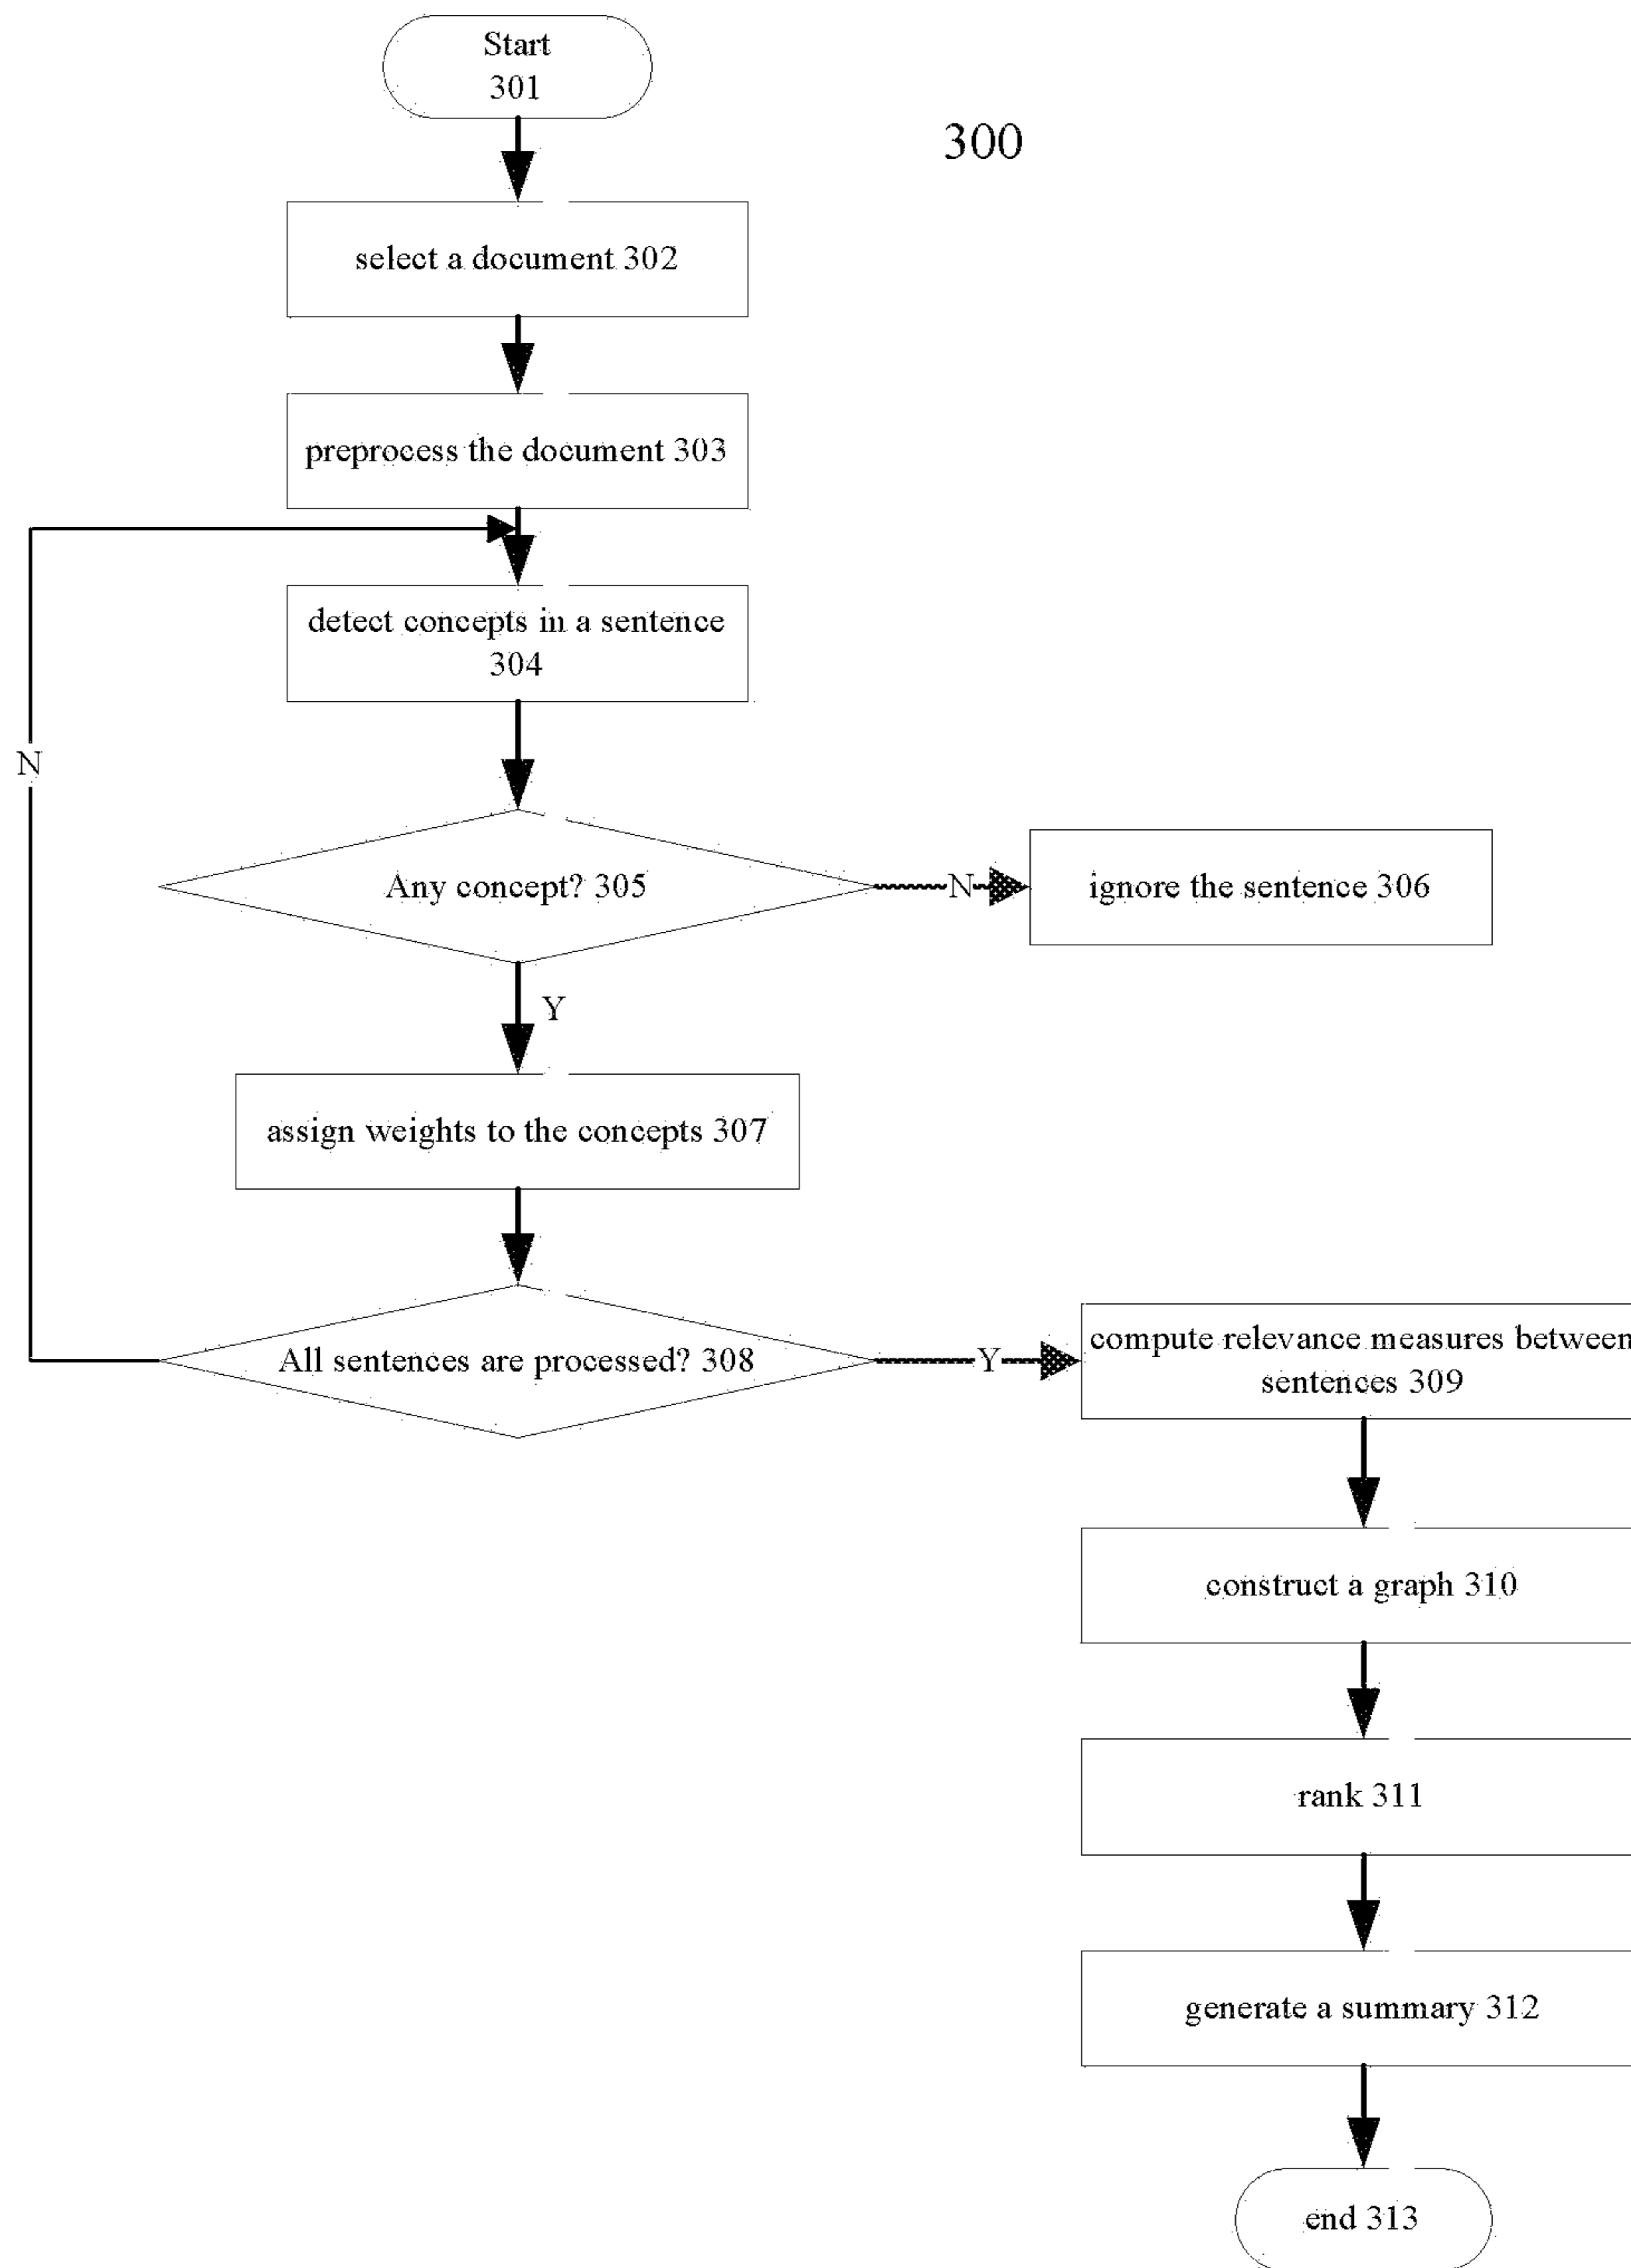 Start
301
300
select a document 302
preprocess the document 303
detect concepts in a sentence
304
N
Any concept? 305
N
ignore the sentence 306
Y
assign weights to the concepts 307
All sentences are processed? 308
Y
compute relevance measures between
sentences 309
construct a graph 310
rank 311
generate a summary 312
end 313